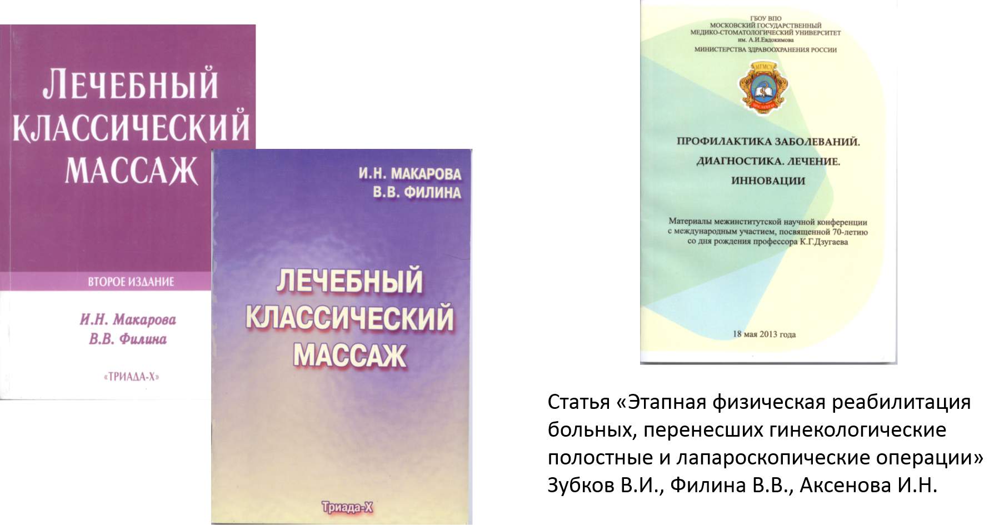 ЛЕЧЕБНЫЙ
КЛАССИЧЕСКИЙ
МАССАЖ
ВТОРОЕ ИЗДАНИЕ
И.Н. Макарова
В.В. Филина
«ТРИАДА-Х»
И.Н. МАКАРОВА
В.В. ФИЛИНА
ЛЕЧЕБНЫЙ
КЛАССИЧЕСКИЙ
МАССАЖ
Триада-Х
ГБОУ ВПО
МОСКОВСКИЙ ГОСУДАРСТВЕННЫЙ
МЕДИКО-СТОМАТОЛОГИЧЕСКИЙ УНИВЕРСИТЕТ
им. А.И.Евдокимова
МИНИСТЕРСТВА ЗДРАВООХРАНЕНИЯ РОССИИ
МГМСУ
ПРОФИЛАКТИКА ЗАБОЛЕВАНИЙ.
ДИАГНОСТИКА. ЛЕЧЕНИЕ.
ИННОВАЦИИ
Материалы межинститутской научной конференции
с международным участием, посвященной 70-летию
со дня рождения профессора К.Г.Дзугаева
18 мая 2013 года
Статья «Этапная физическая реабилитация
больных, перенесших гинекологические
полостные и лапароскопические операции»
Зубков В.И., Филина В.В., Аксенова И.Н.